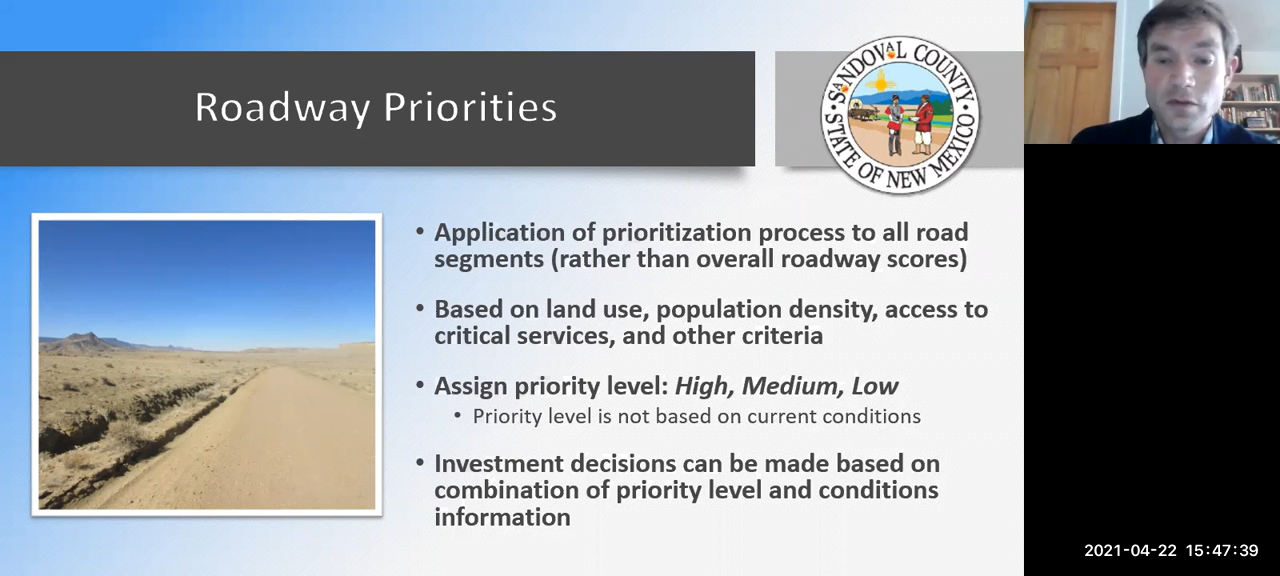 Roadway Priorities
SANDOVAL COUNTY
STATE OF NEW MEXICO
• Application of prioritization process to all road
segments (rather than overall roadway scores)
• Based on land use, population density, access to
critical services, and other criteria
• Assign priority level: High, Medium, Low
• Priority level is not based on current conditions
• Investment decisions can be made based on
combination of priority level and conditions
information
2021-04-22 15:47:39